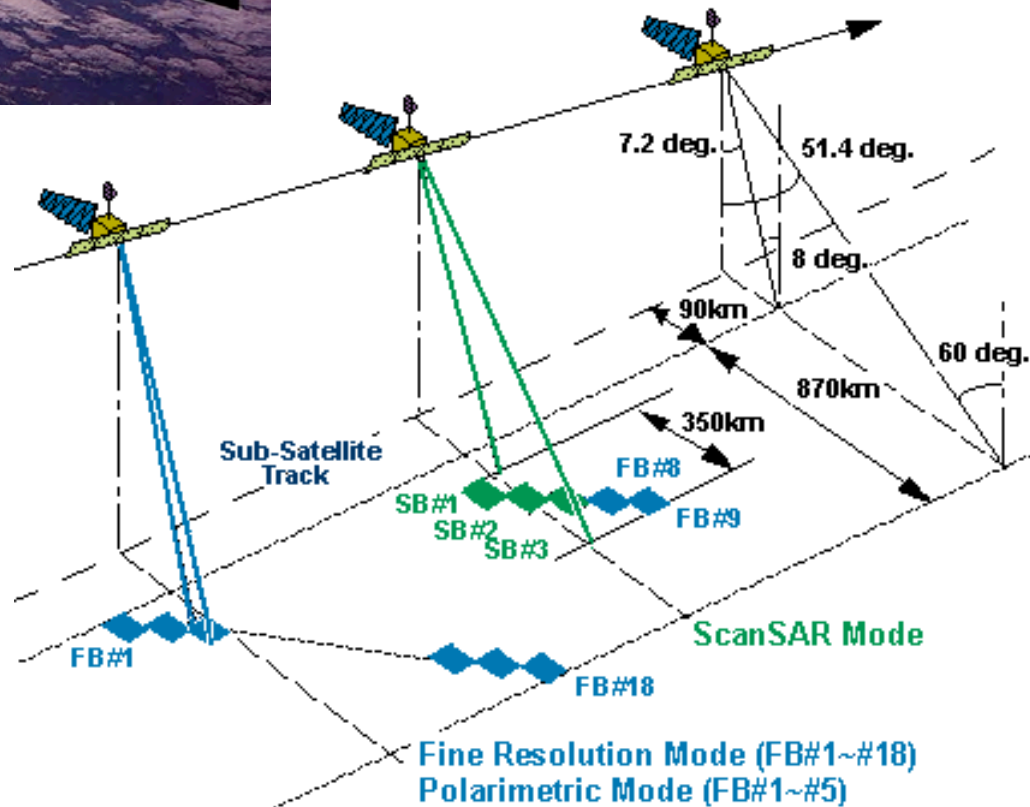 7.2 deg.
51.4 deg.
8 deg.
90km
60 deg.
870km
350km
Sub-Satellite
Track
FB#8
SB#1
SB#2
FB#9
SB#3
ScanSAR Mode
FB#1
FB#18
Fine Resolution Mode (FB#1~#18)
Polarimetric Mode (FB#1~#5)